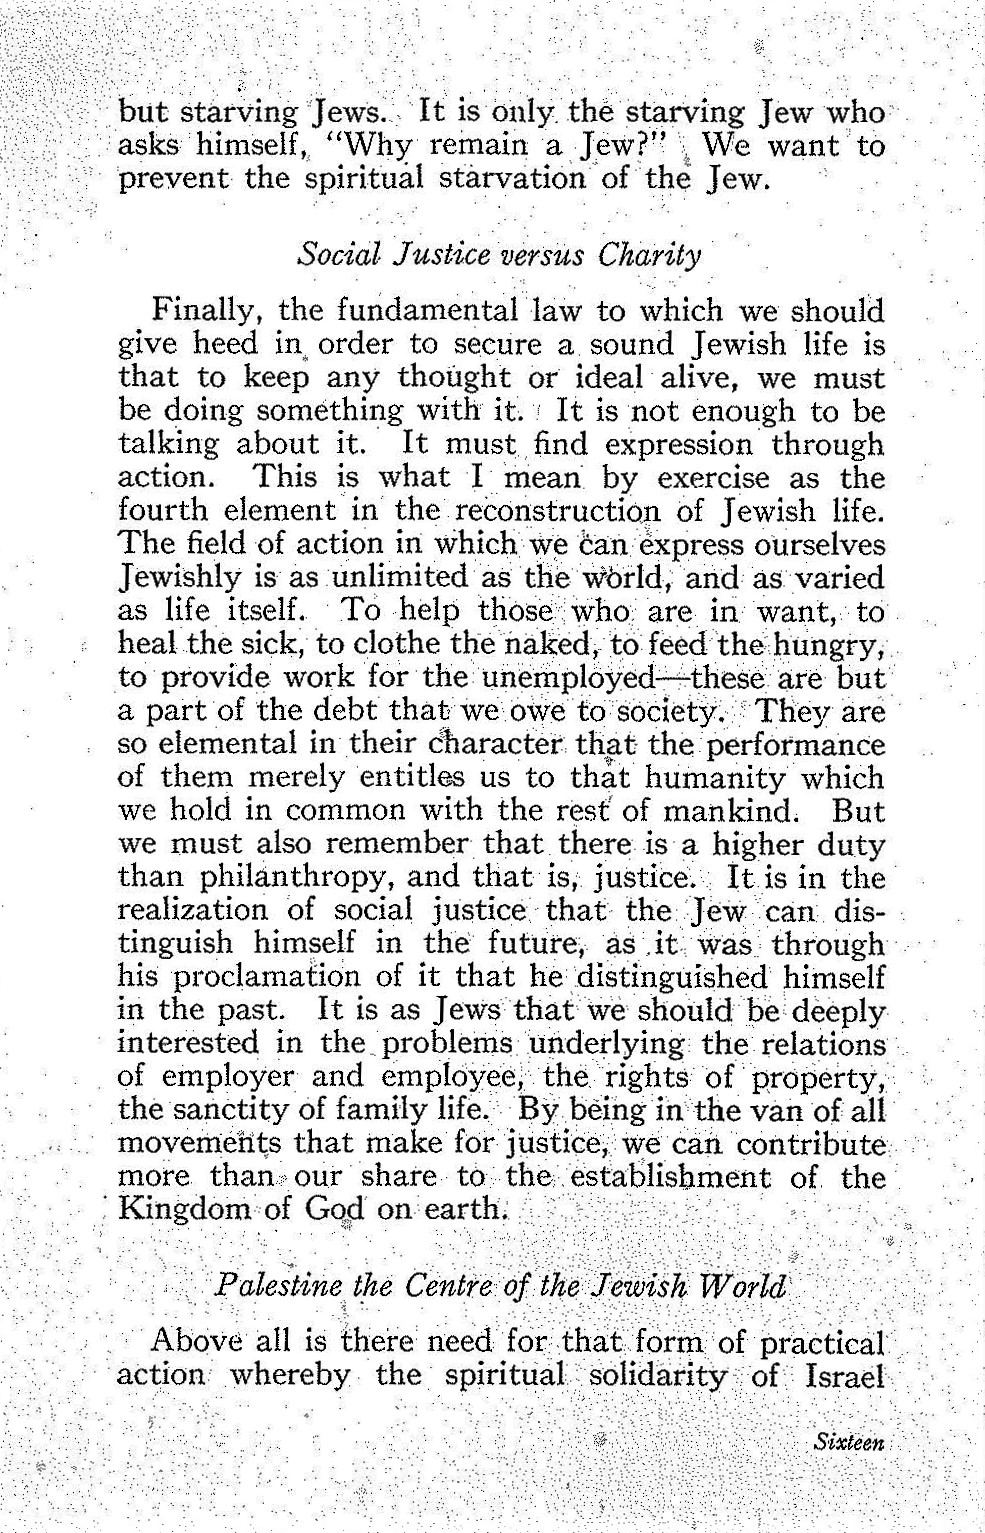 but starving Jews. It is only the starving Jew who
asks himself, "Why remain a Jew?" We want to
prevent the spiritual starvation of the Jew.
Social Justice versus Charity
Finally, the fundamental law to which we should
give heed in order to secure a sound Jewish life is
that to keep any thought or ideal alive, we must
be doing something with it. It is not enough to be
talking about it. It must find expression through
action. This is what I mean by exercise as the
fourth element in the reconstruction of Jewish life.
The field of action in which we can express ourselves
Jewishly is as unlimited as the world, and as varied
as life itself. To help those who are in want, to
heal the sick, to clothe the naked, to feed the hungry,
to provide work for the unemployed—these are but
a part of the debt that we owe to society. They are
so elemental in their character that the performance
of them merely entitles us to that humanity which
we hold in common with the rest of mankind. But
we must also remember that there is a higher duty
than philanthropy, and that is, justice. It is in the
realization of social justice that the Jew can dis-
tinguish himself in the future, as it was through
his proclamation of it that he distinguished himself
in the past. It is as Jews that we should be deeply
interested in the problems underlying the relations
of employer and employee, the rights of property,
the sanctity of family life. By being in the van of all
movements that make for justice, we can contribute
more than our share to the establishment of the
Kingdom of God on earth.
Palestine the Centre of the Jewish World
Above all is there need for that form of practical
action whereby the spiritual solidarity of Israel
Sixteen